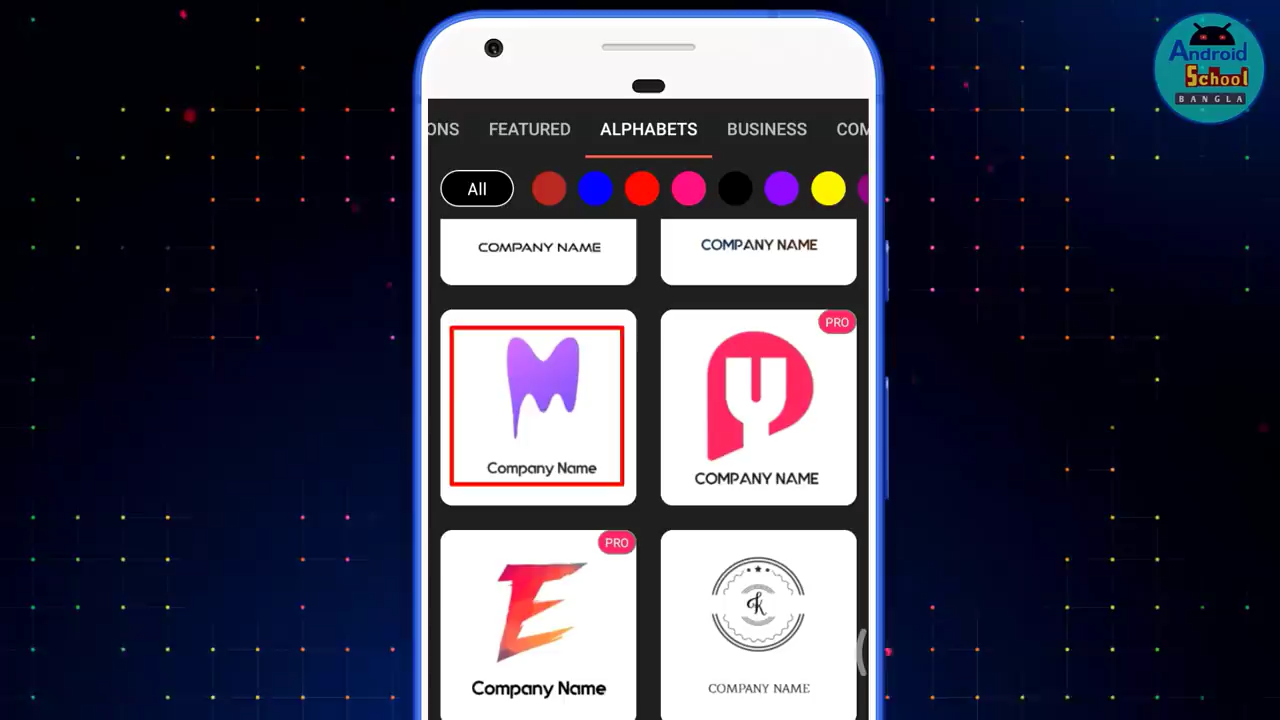 Android
School
BANGLA
ONS FEATURED ALPHABETS BUSINESS COM
All
COMPANY NAME
COMPANY NAME
M
Company Name
PRO
COMPANY NAME
PRO
E
Company Name
k
COMPANY NAME